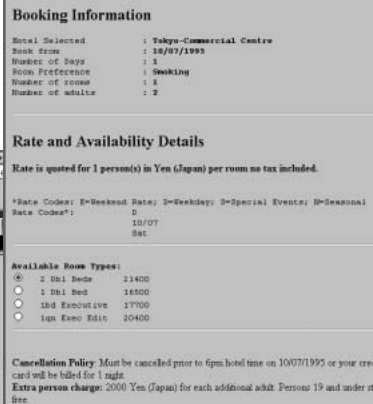 Booking Information
Hotel Selected : Tokyo-Commercial Centre
Book from : 10/07/1995
Number of Days : 1
Room Preference : Smoking
Number of rooms : 1
Number of adults : 2
Rate and Availability Details
Rate is quoted for 1 person(s) in Yen (Japan) per room no tax included.
*Rate Codes: E=Weekend Rate; D=Weekday; S=Special Events; N=Seasonal
Rate Codes*: D
10/07
Sat
Available Room Types:
2 Dbl Beds 21400
1 Dbl Bed 16500
1bd Executive 17700
1qn Exec Edit 20400
Cancellation Policy: Must be cancelled prior to 6pm hotel time on 10/07/1995 or your cre
card will be billed for 1 night
Extra person charge: 2000 Yen (Japan) for each additional adult. Persons 19 and under st
free.